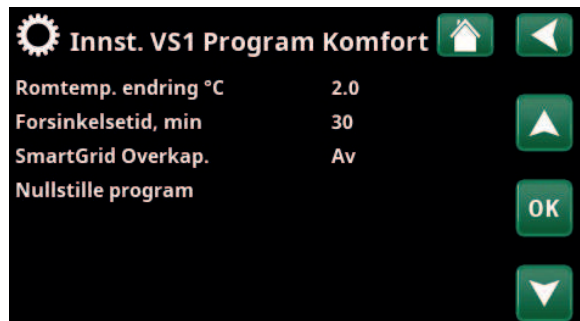 Innst. VS1 Program Komfort
Romtemp. endring °C 2.0
Forsinkelsetid, min 30
SmartGrid Overkap. Av
Nullstille program
OK